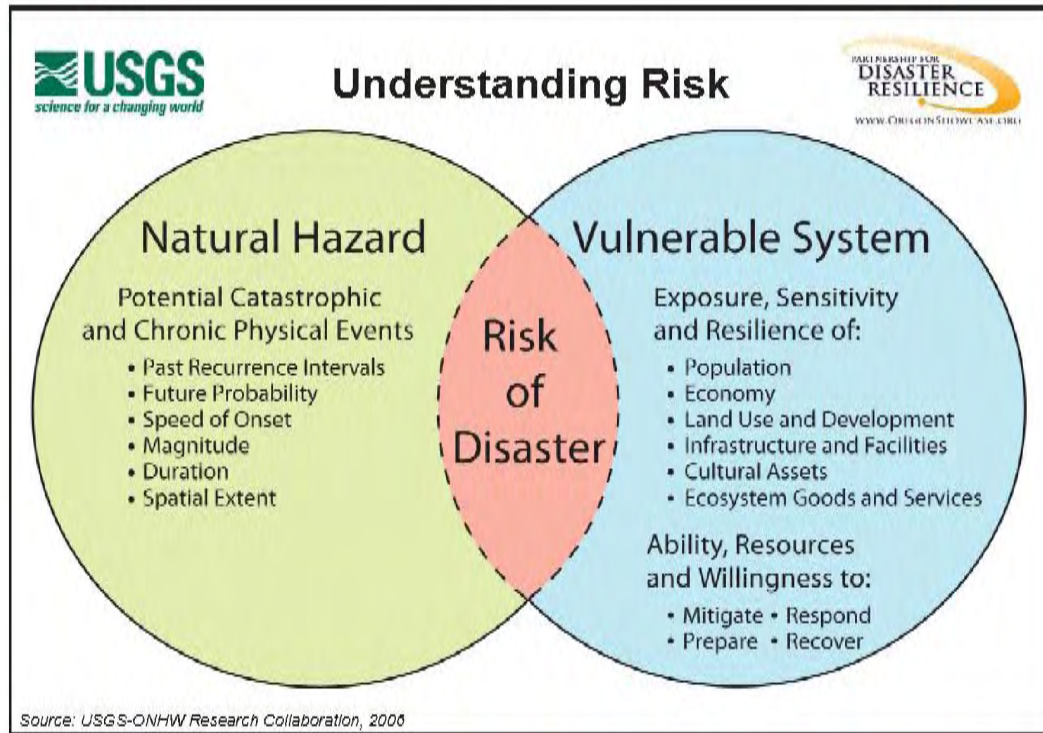 USGS
science for a changing world
Understanding Risk
PARTNERSHIP FOR
DISASTER
RESILIENCE
WWW.OREGONSHOWCASE.ORG
Natural Hazard
Potential Catastrophic
and Chronic Physical Events
• Past Recurrence Intervals
• Future Probability
• Speed of Onset
• Magnitude
• Duration
• Spatial Extent
Risk
of
Disaster
Vulnerable System
Exposure, Sensitivity
and Resilience of:
• Population
• Economy
• Land Use and Development
• Infrastructure and Facilities
• Cultural Assets
• Ecosystem Goods and Services
Ability, Resources
and Willingness to:
• Mitigate • Respond
• Prepare • Recover
Source: USGS-ONHW Research Collaboration, 2006